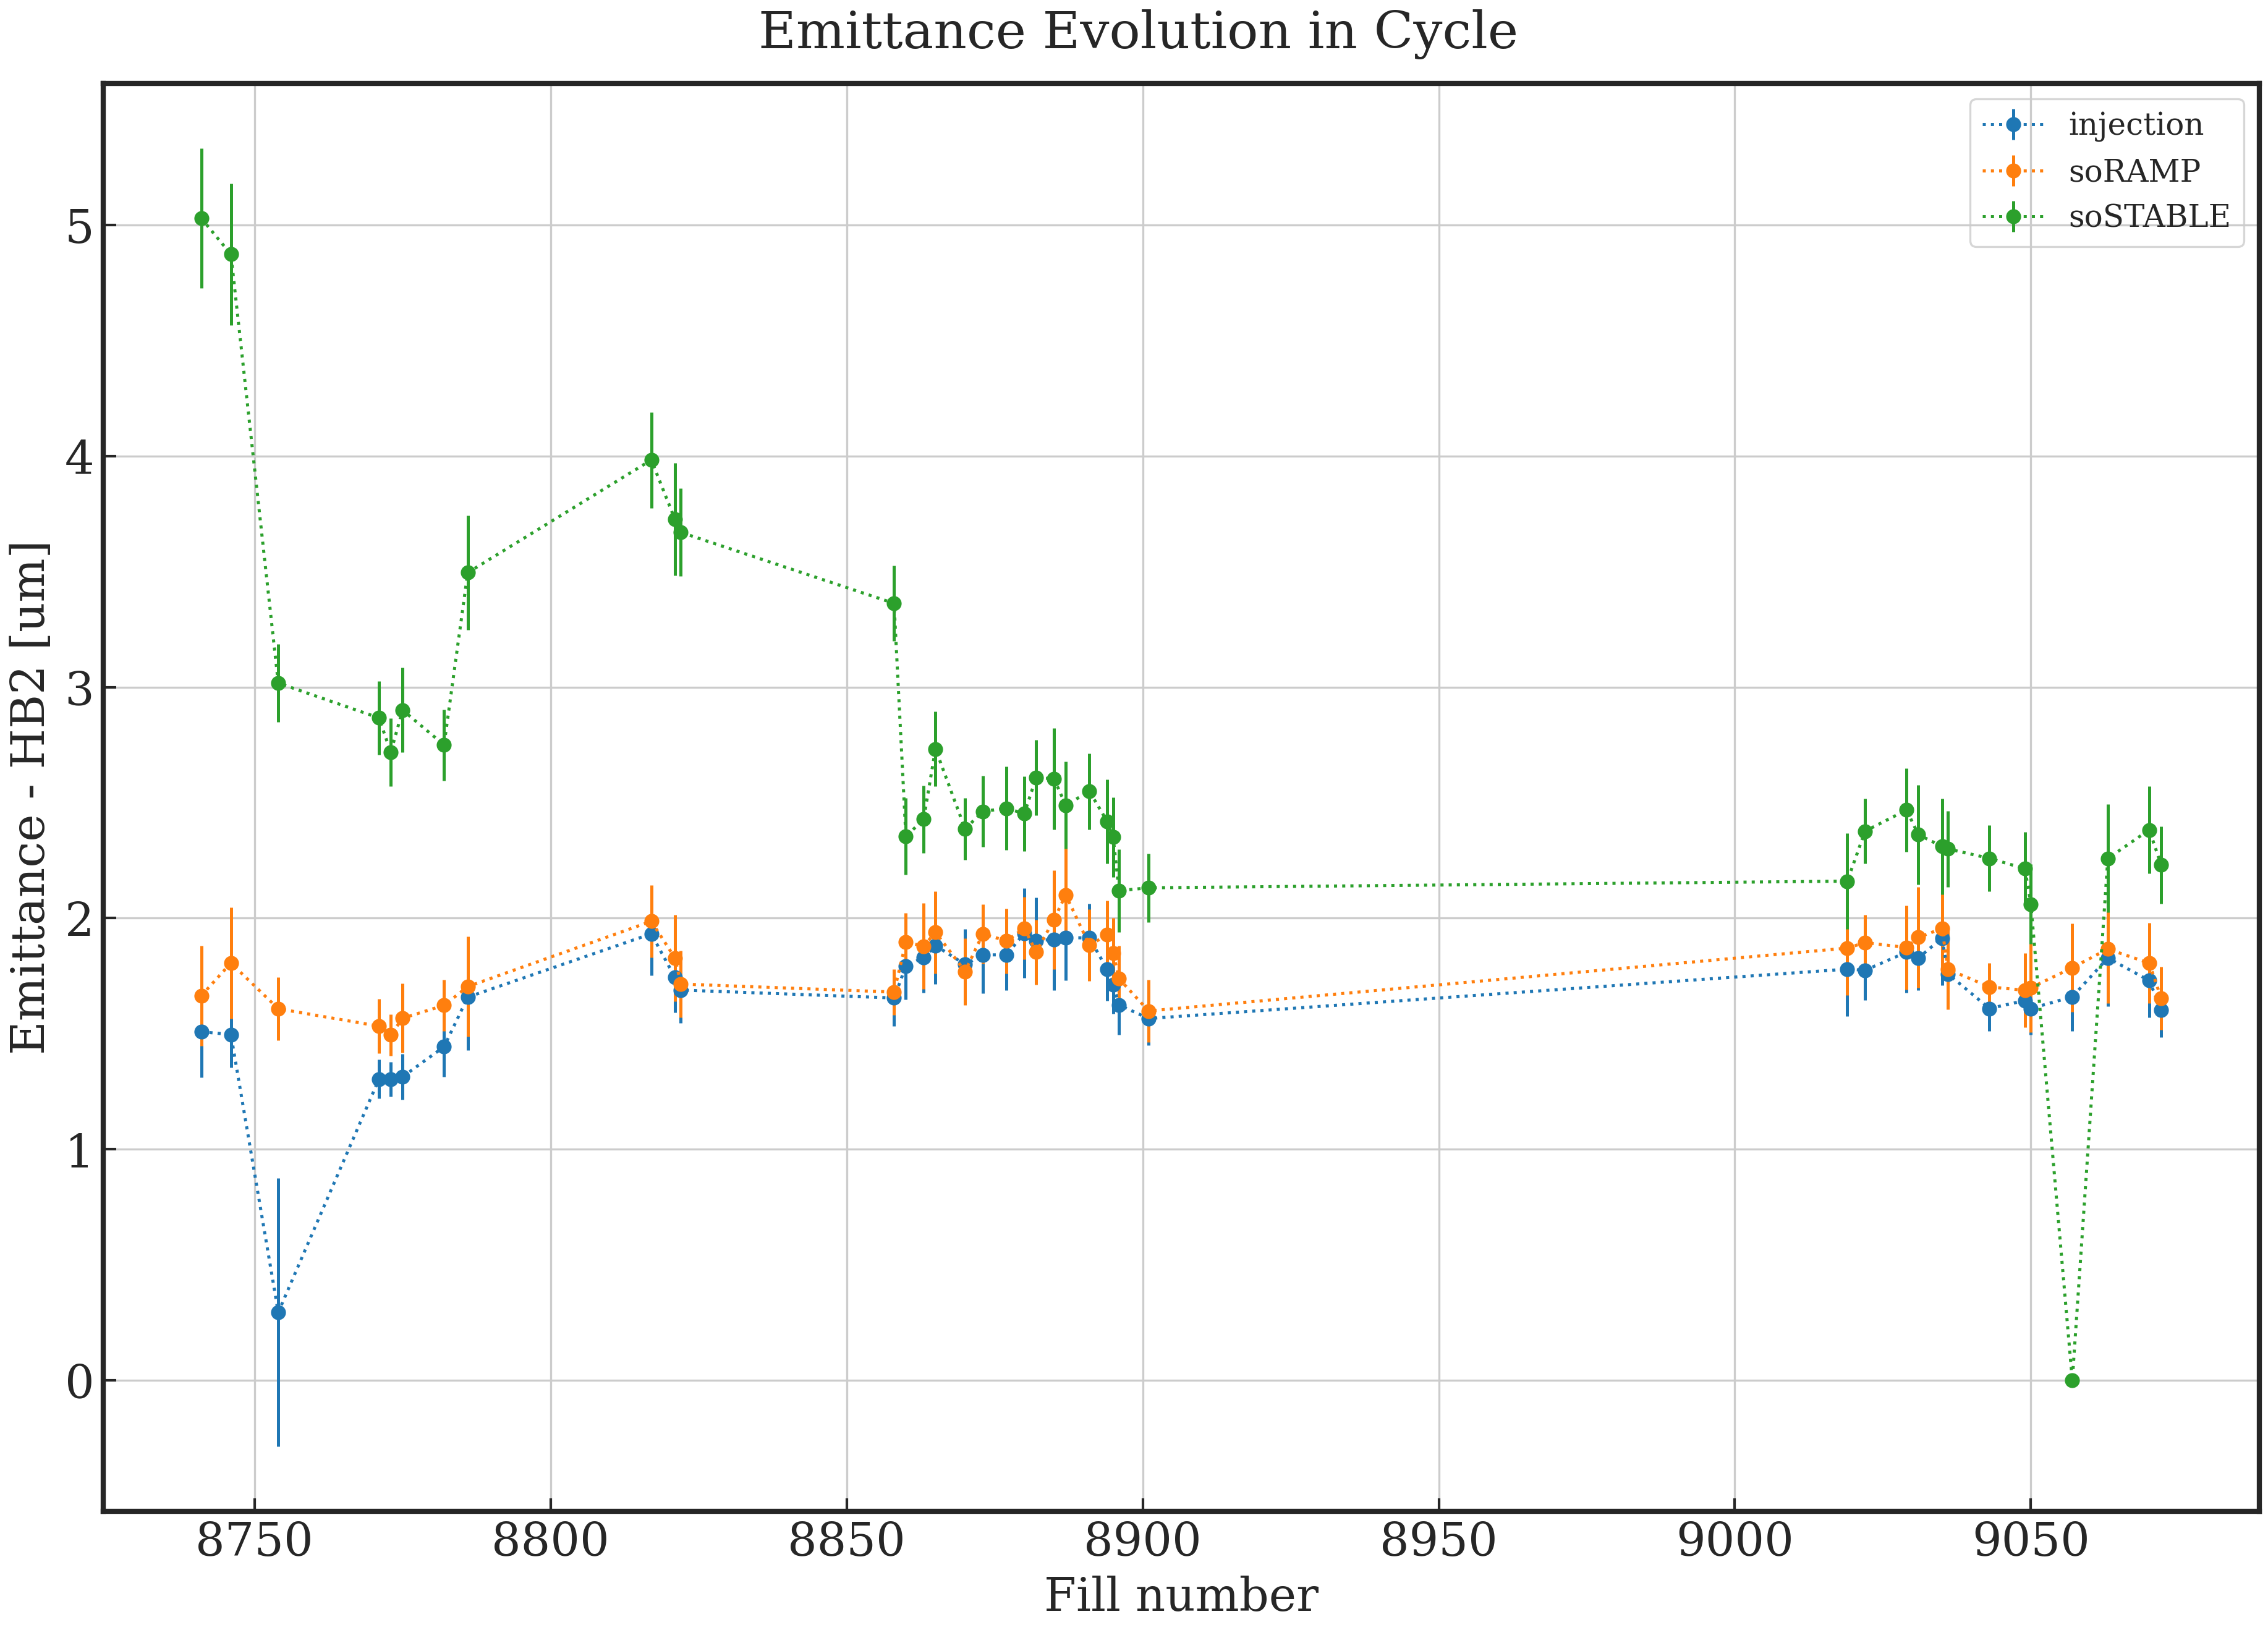 Emittance Evolution in Cycle
injection
soRAMP
soSTABLE
Emittance - HB2 [um]
5
4
3
2
1
0
8750 8800 8850 8900 8950 9000 9050
Fill number